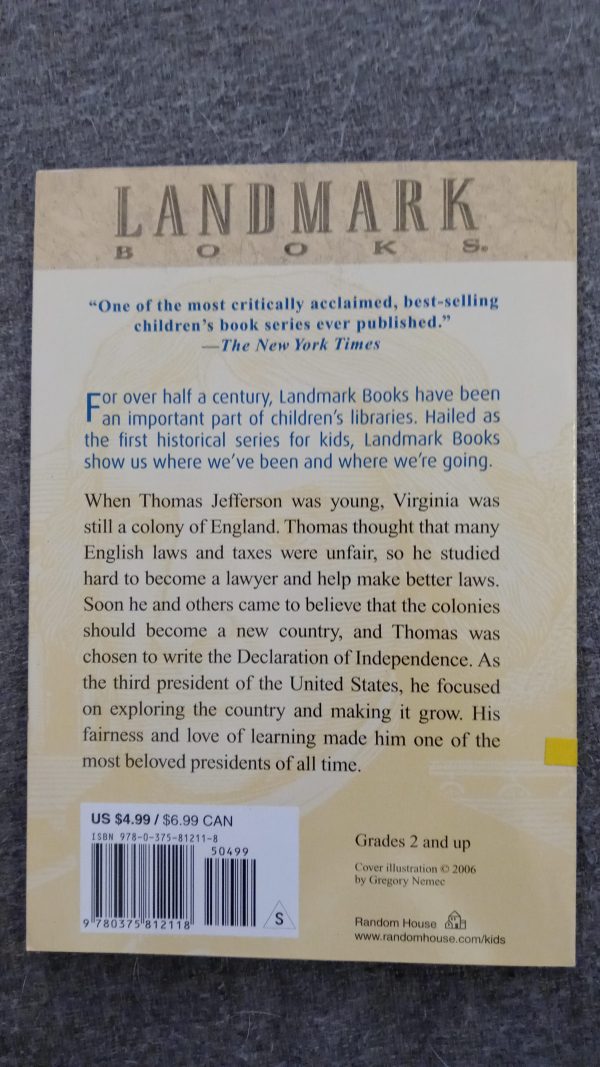 LANDMARK
BOOKS®
“One of the most critically acclaimed, best-selling
children’s book series ever published.”
—The New York Times
For over half a century, Landmark Books have been
an important part of children’s libraries. Hailed as
the first historical series for kids, Landmark Books
show us where we’ve been and where we’re going.
When Thomas Jefferson was young, Virginia was
still a colony of England. Thomas thought that many
English laws and taxes were unfair, so he studied
hard to become a lawyer and help make better laws.
Soon he and others came to believe that the colonies
should become a new country, and Thomas was
chosen to write the Declaration of Independence. As
the third president of the United States, he focused
on exploring the country and making it grow. His
fairness and love of learning made him one of the
most beloved presidents of all time.
US $4.99 / $6.99 CAN
ISBN 978-0-375-81211-8
50499
9 780375 812118
S
Grades 2 and up
Cover illustration © 2006
by Gregory Nemec
Random House
www.randomhouse.com/kids